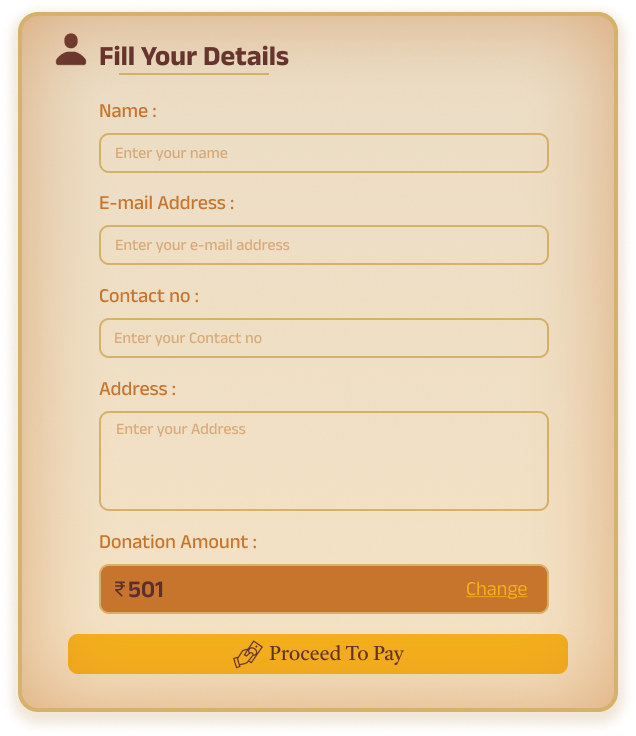 Fill Your Details
Name :
Enter your name
E-mail Address :
Enter your e-mail address
Contact no :
Enter your Contact no
Address :
Enter your Address
Donation Amount :
₹501 Change
Proceed To Pay